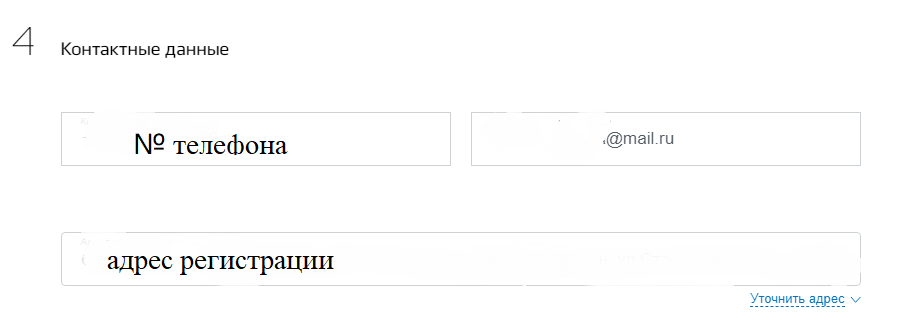 4
Контактные данные
№ телефона
@mail.ru
адрес регистрации
Уточнить адрес